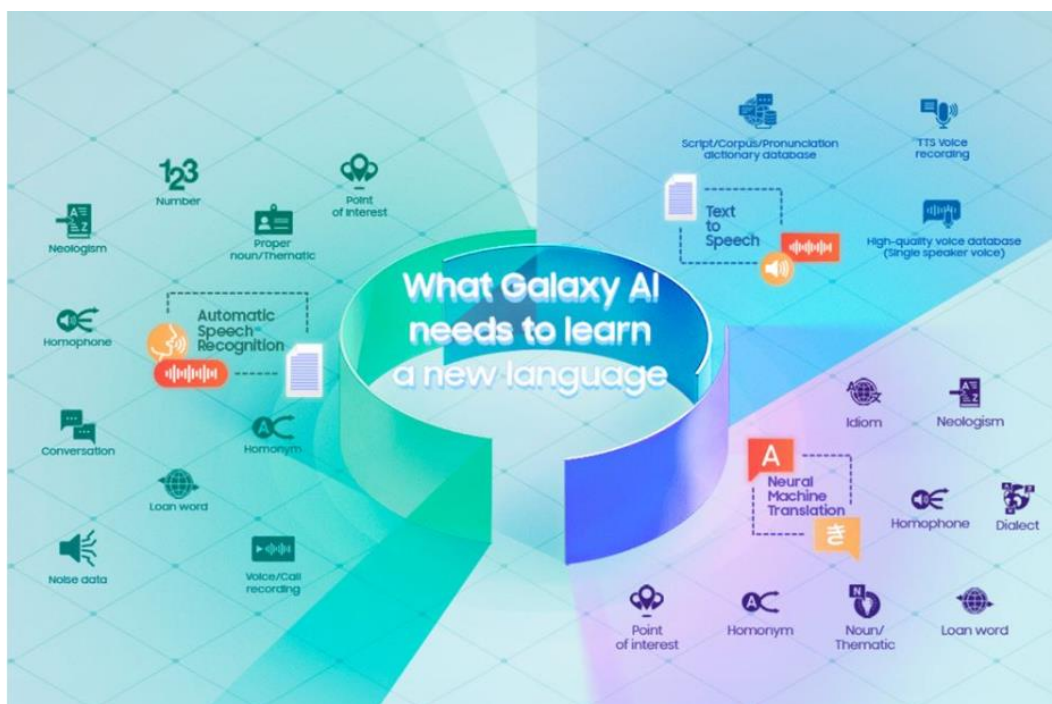 What Galaxy AI
needs to learn
a new language
123
Number
Point
of Interest
Neologism
Proper
noun/Thematic
Homophone
Automatic
Speech
Recognition
Conversation
Homonym
Loan word
Noise data
Voice/Call
recording
Script/Corpus/Pronunciation
dictionary database
TTS Voice
recording
Text
to
Speech
High-quality voice database
(Single speaker voice)
Idiom
Neologism
A
Neural
Machine
Translation
き
Homophone
Dialect
Point
of interest
Homonym
Noun/
Thematic
Loan word